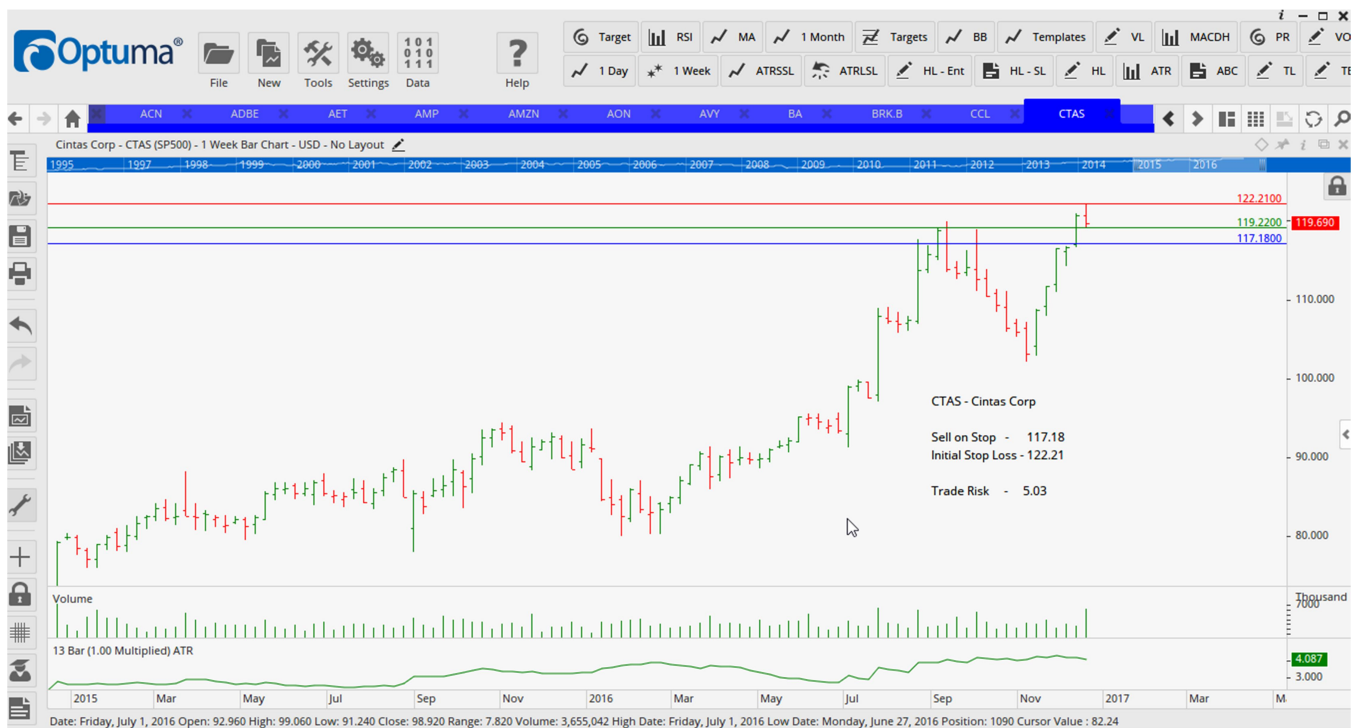 i
Optuma®
File
New
Tools
Settings
101
010
111
Data
?
Help
Target
RSI
MA
1 Month
Targets
BB
Templates
VL
MACDH
PR
VO
1 Day
1 Week
ATRSSL
ATRLSL
HL - Ent
HL - SL
HL
ATR
ABC
TL
ACN
ADBE
AET
AMP
AMZN
AON
AVY
BA
BRK.B
CCL
CTAS
Cintas Corp - CTAS (SP500) - 1 Week Bar Chart - USD - No Layout
i
1995 1997 1998 1999 2000 2001 2002 2003 2004 2005 2006 2007 2008 2009 2010 2011 2012 2013 2014 2015 2016
122.2100
119.2200
119.690
117.1800
110.000
100.000
CTAS - Cintas Corp
Sell on Stop - 117.18
Initial Stop Loss - 122.21
90.000
Trade Risk - 5.03
80.000
Volume
Thousand
7000
13 Bar (1.00 Multiplied) ATR
4.087
3.000
2015 Mar May Jul Sep Nov 2016 Mar May Jul Sep Nov 2017 Mar M
Date: Friday, July 1, 2016 Open: 92.960 High: 99.060 Low: 91.240 Close: 98.920 Range: 7.820 Volume: 3,655,042 High Date: Friday, July 1, 2016 Low Date: Monday, June 27, 2016 Position: 1090 Cursor Value : 82.24